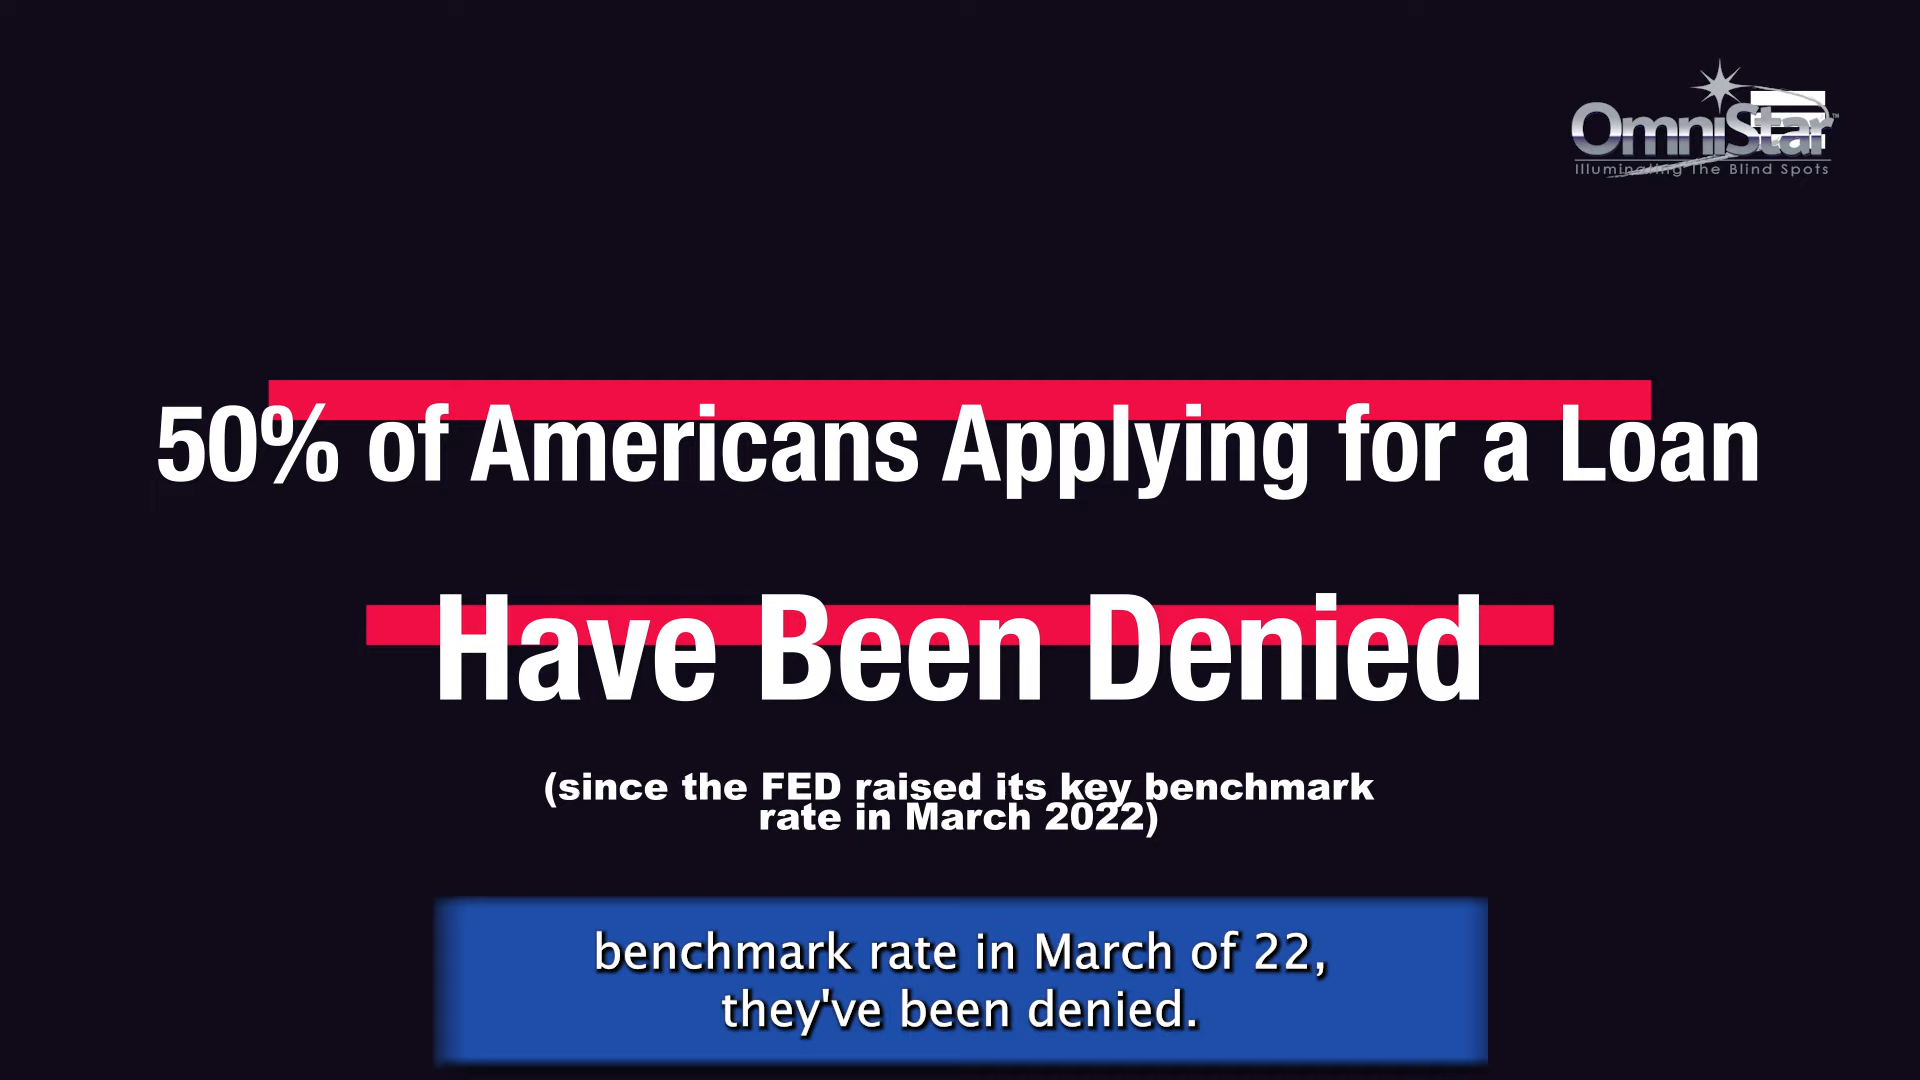 OmniStar™
Illuminating The Blind Spots
50% of Americans Applying for a Loan
Have Been Denied
(since the FED raised its key benchmark
rate in March 2022)
benchmark rate in March of 22,
they've been denied.